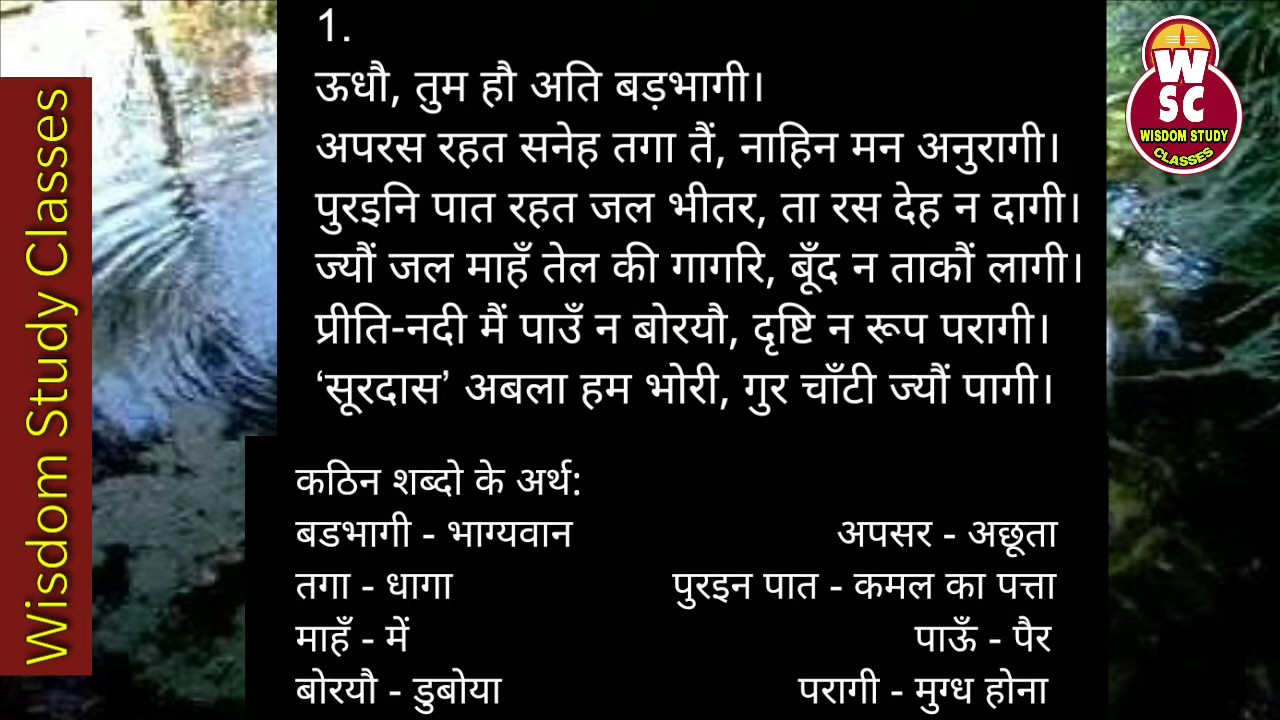 1.
ऊधौ, तुम हौ अति बड़भागी।
अपरस रहत सनेह तगा तैं, नाहिन मन अनुरागी।
पुरइनि पात रहत जल भीतर, ता रस देह न दागी।
ज्यौं जल माहँ तेल की गागरि, बूँद न ताकौं लागी।
प्रीति-नदी मैं पाउँ न बोरयौ, दृष्टि न रूप परागी।
‘सूरदास’ अबला हम भोरी, गुर चाँटी ज्यौं पागी।
कठिन शब्दो के अर्थ:
बडभागी - भाग्यवान अपसर - अछूता
तगा - धागा पुरइन पात - कमल का पत्ता
माहँ - में पाऊँ - पैर
बोरयौ - डुबोया परागी - मुग्ध होना
Wisdom Study Classes
W
SC
WISDOM STUDY
CLASSES